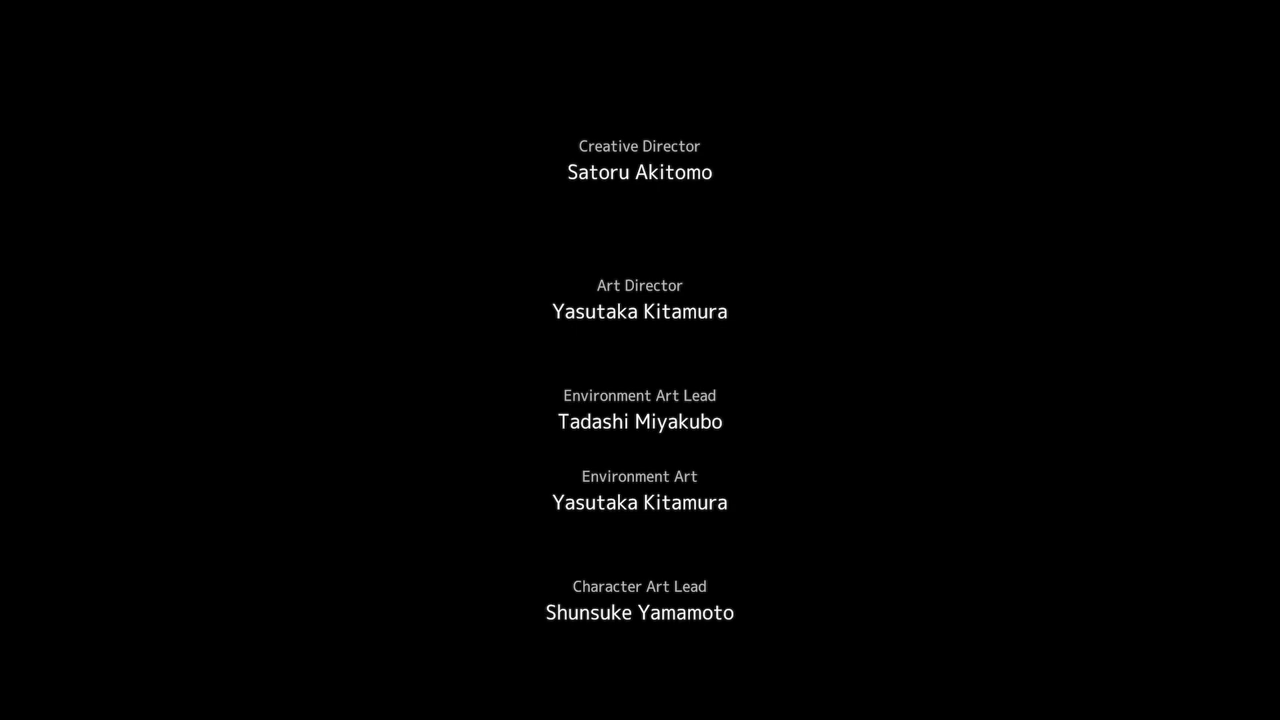 Creative Director
Satoru Akitomo
Art Director
Yasutaka Kitamura
Environment Art Lead
Tadashi Miyakubo
Environment Art
Yasutaka Kitamura
Character Art Lead
Shunsuke Yamamoto